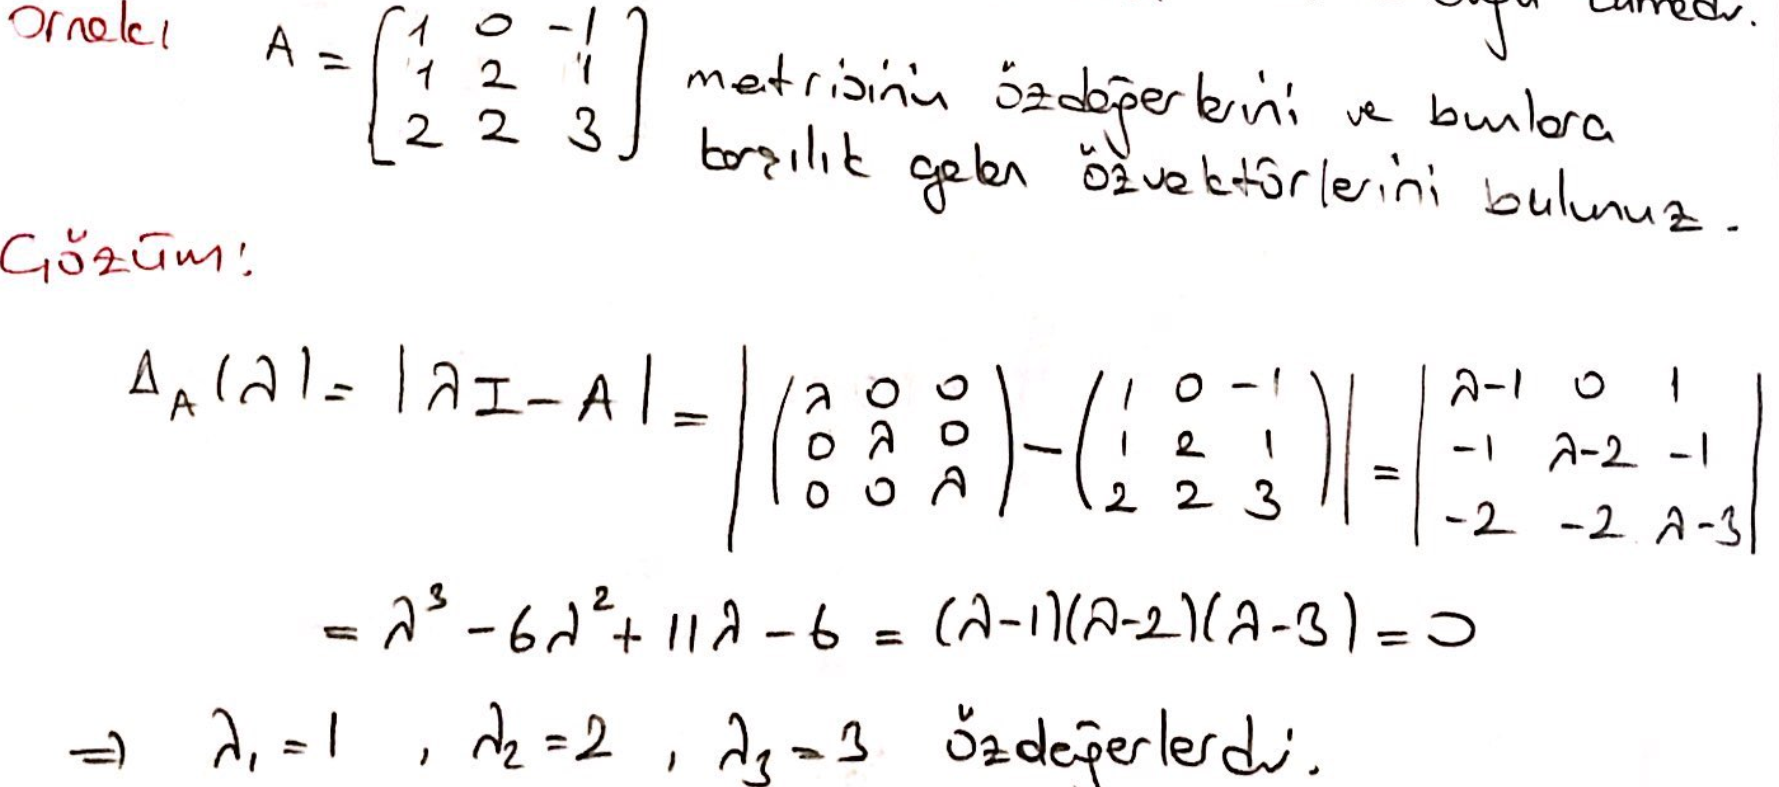 Örnek:
A = [1 0 -1; 1 2 1; 2 2 3] matrisinin özdeğerlerini ve bunlara
karşılık gelen özvektörlerini bulunuz.
Çözüm:
Δ_A(λ) = |λI - A| = |(λ 0 0; 0 λ 0; 0 0 λ) - (1 0 -1; 1 2 1; 2 2 3)| = |λ-1 0 1; -1 λ-2 -1; -2 -2 λ-3|
= λ³ - 6λ² + 11λ - 6 = (λ-1)(λ-2)(λ-3) = 0
⇒ λ₁ = 1 , λ₂ = 2 , λ₃ = 3 özdeğerlerdir.